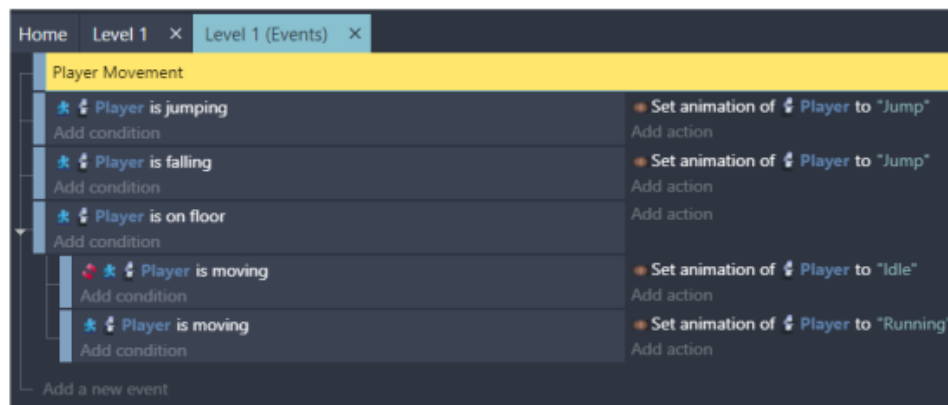 Home Level 1 × Level 1 (Events) ×
Player Movement
Player is jumping
Set animation of Player to "Jump"
Add condition
Add action
Player is falling
Set animation of Player to "Jump"
Add condition
Add action
Player is on floor
Add action
Add condition
Player is moving
Set animation of Player to "Idle"
Add condition
Add action
Player is moving
Set animation of Player to "Running"
Add condition
Add action
Add a new event